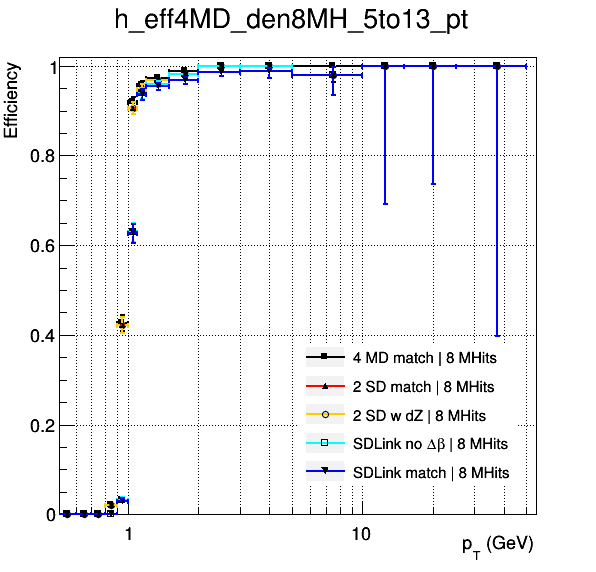 h_eff4MD_den8MH_5to13_pt
Efficiency
1
0.8
0.6
0.4
0.2
0
4 MD match | 8 MHits
2 SD match | 8 MHits
2 SD w dZ | 8 MHits
SDLink no Δβ | 8 MHits
SDLink match | 8 MHits
1
10
p_T (GeV)